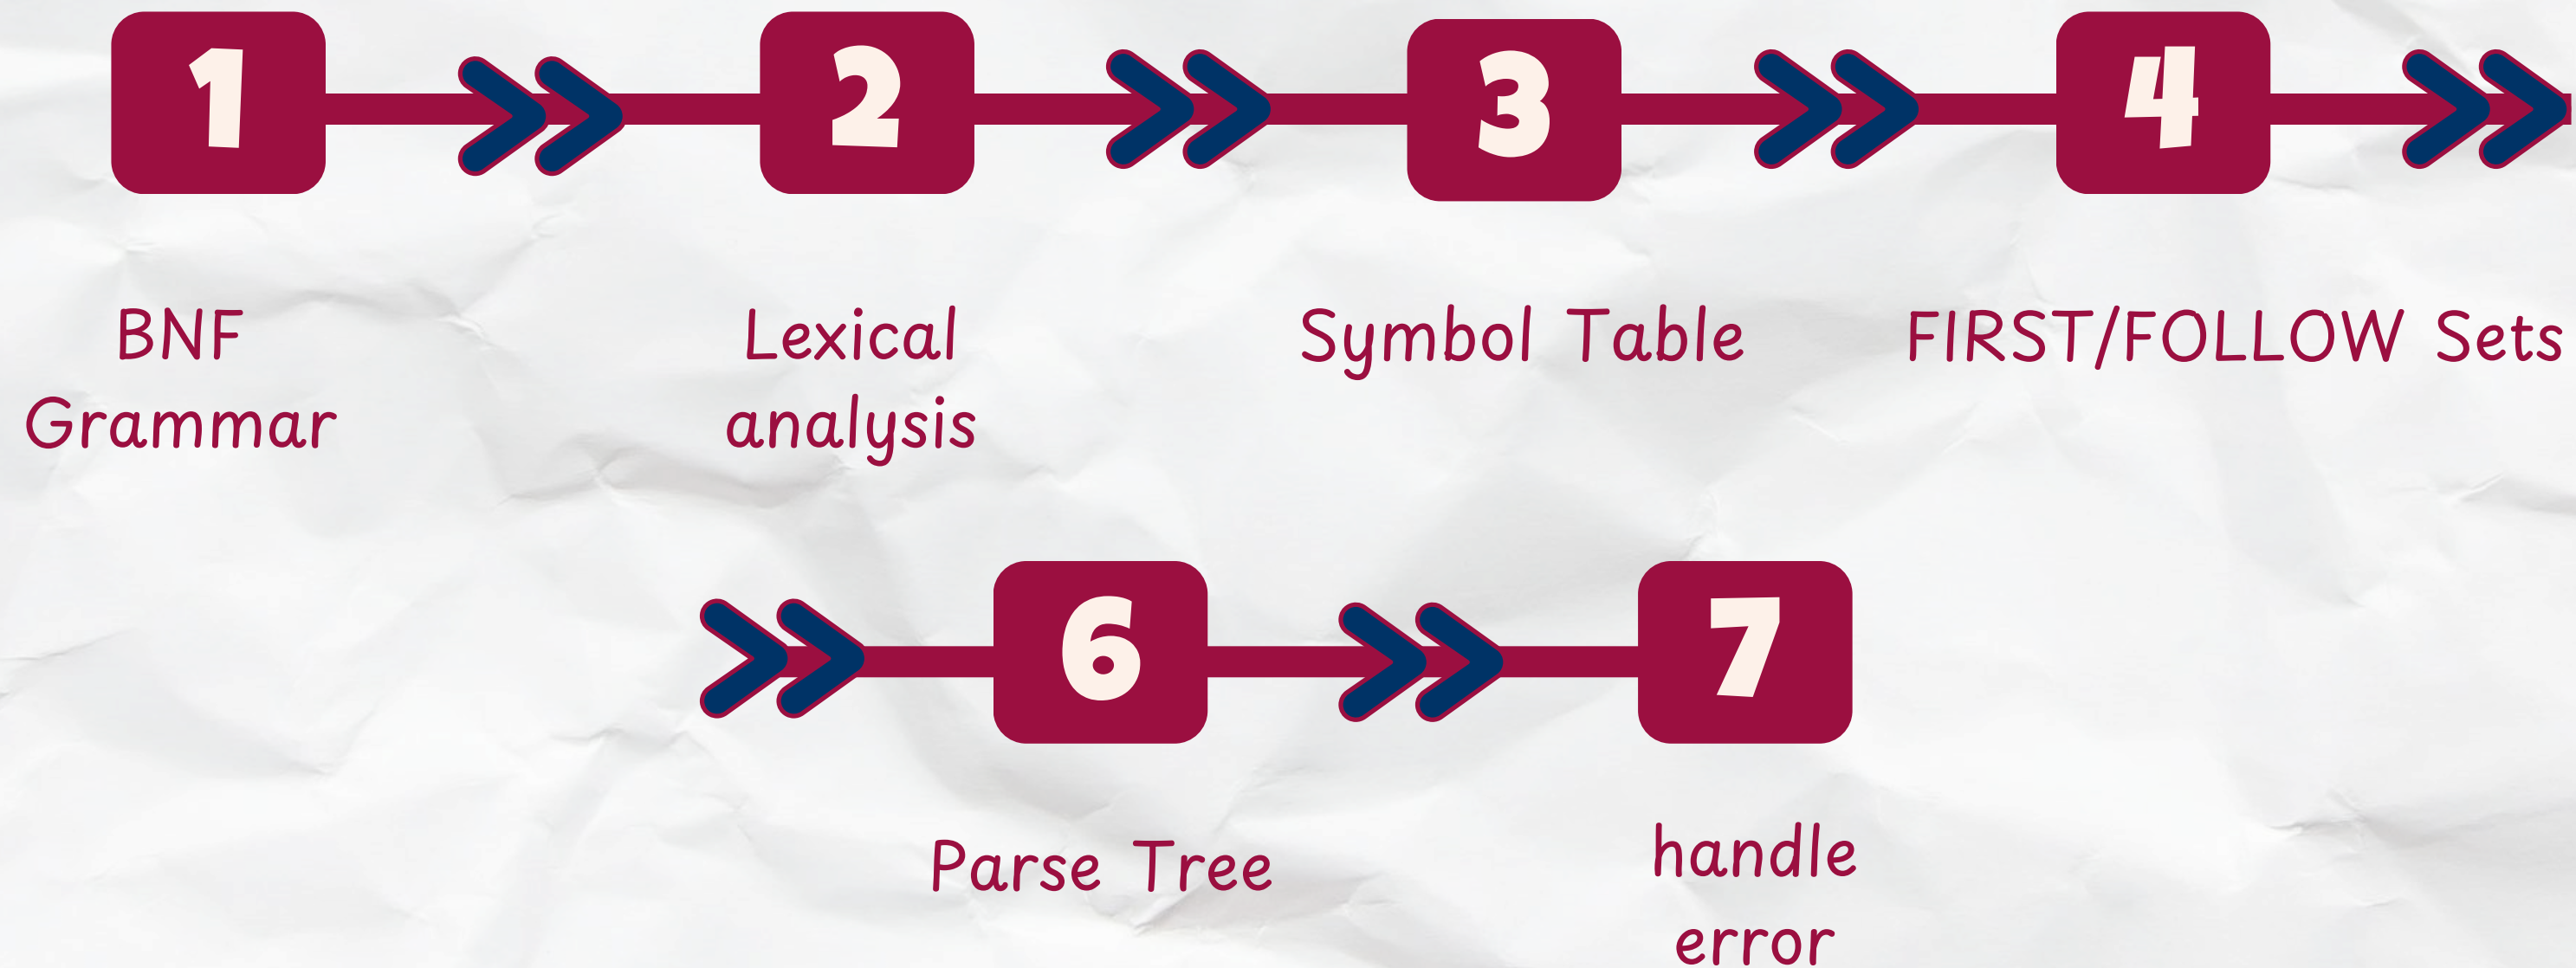 1 2 3 4
BNF
Grammar
Lexical
analysis
Symbol Table
FIRST/FOLLOW Sets
6 7
Parse Tree
handle
error